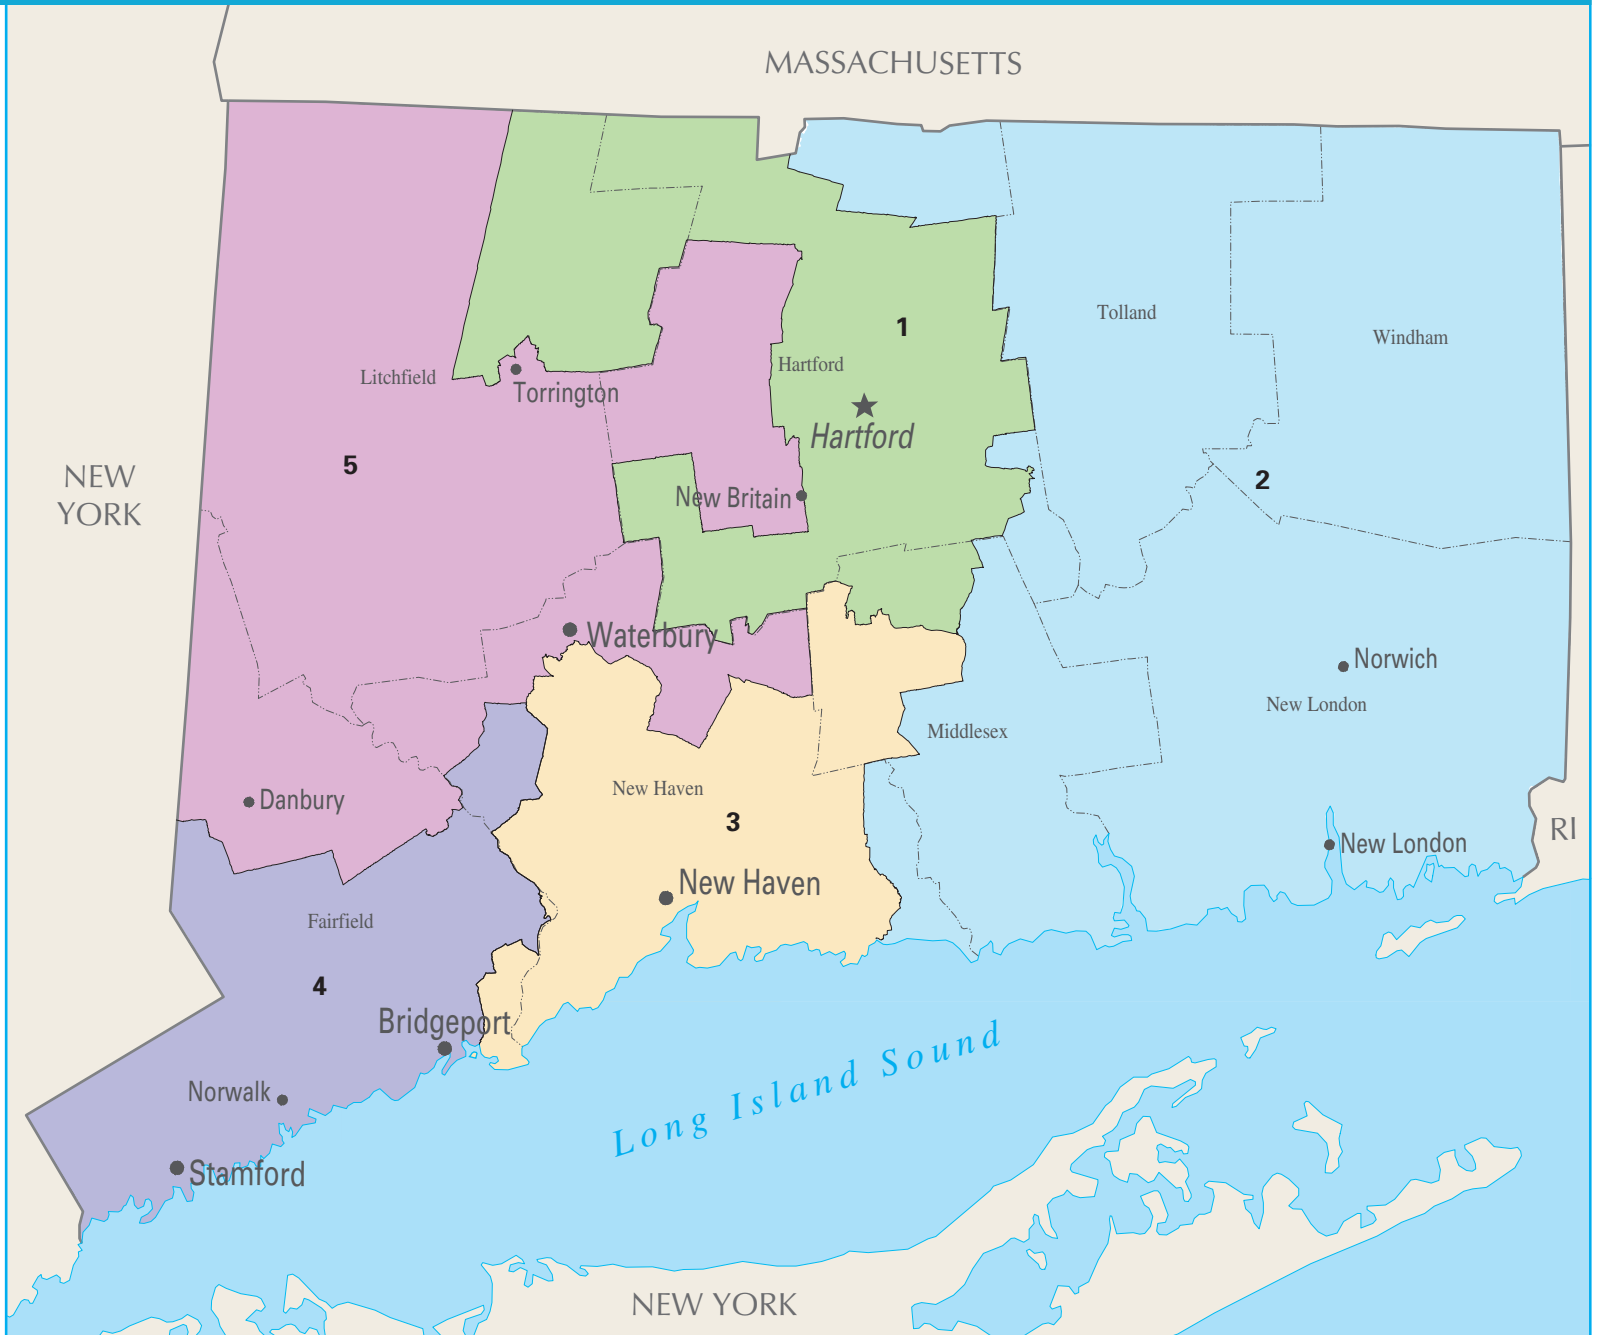 MASSACHUSETTS
Tolland
1
Windham
Hartford
Litchfield
Torrington
Hartford
5
NEW
YORK
2
New Britain
Waterbury
Norwich
New London
Middlesex
New Haven
Danbury
3
RI
New London
New Haven
Fairfield
4
Bridgeport
Long Island Sound
Norwalk
Stamford
NEW YORK